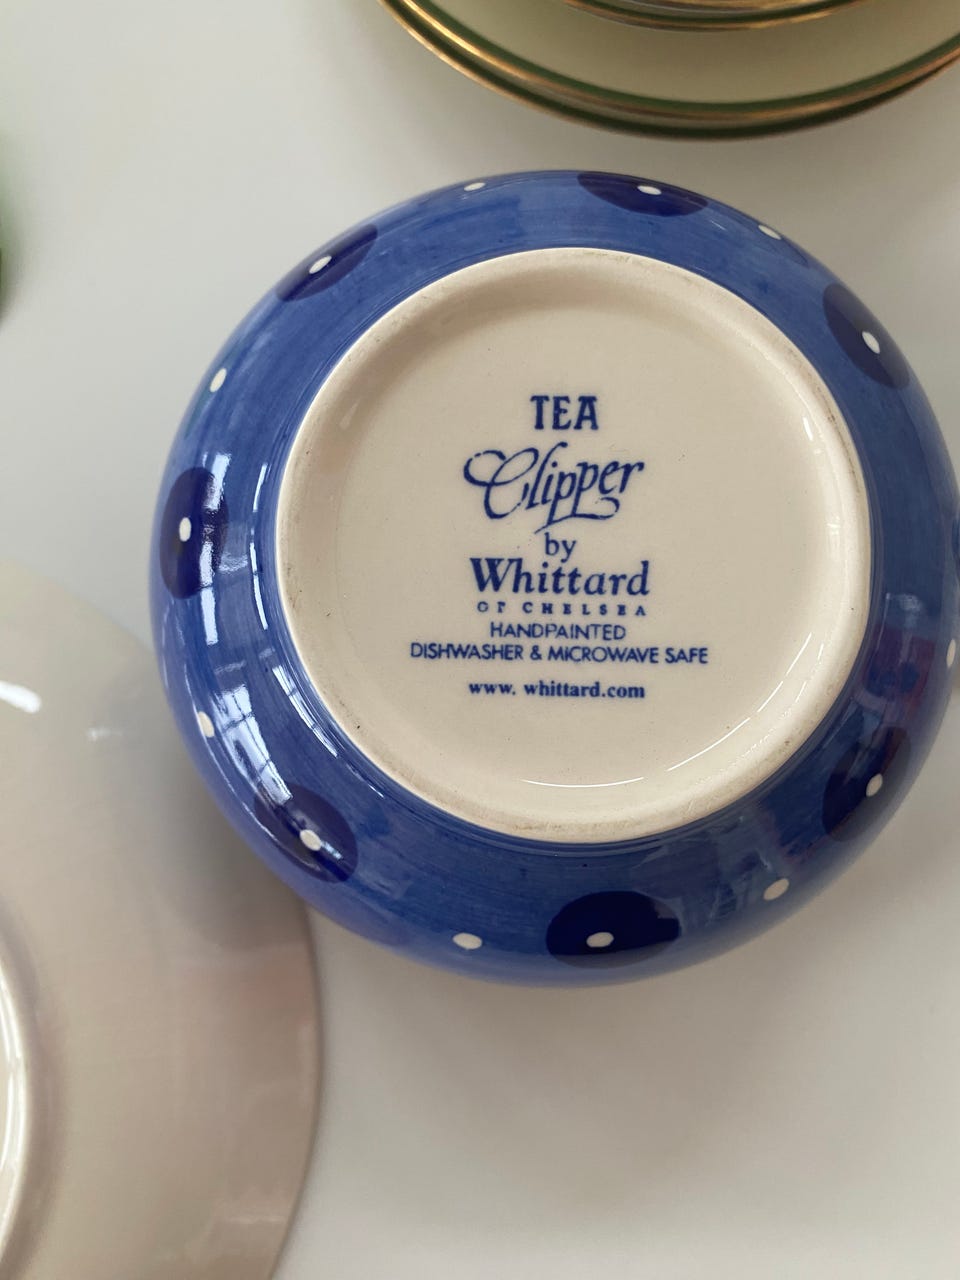 TEA
Clipper
by
Whittard
OF CHELSEA
HANDPAINTED
DISHWASHER & MICROWAVE SAFE
www. whittard.com